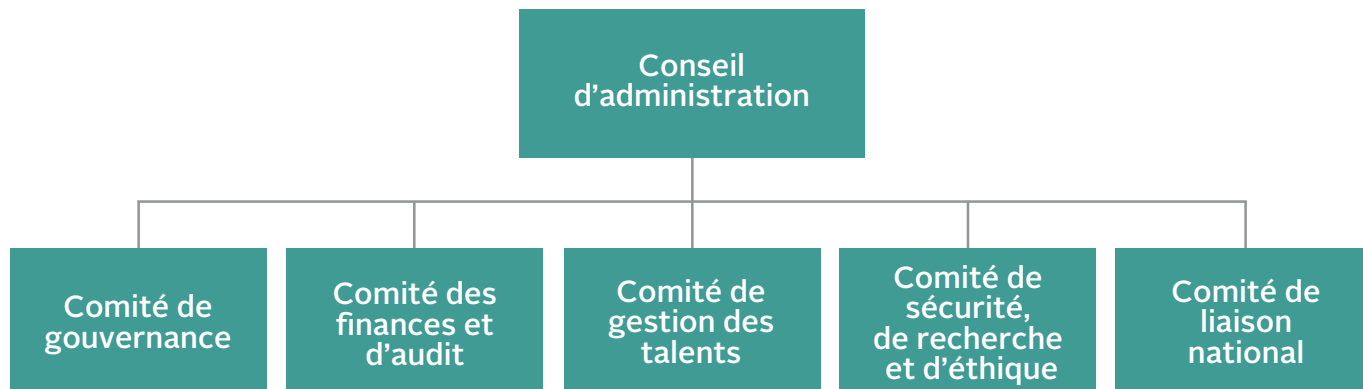 Conseil
d’administration
Comité de
gouvernance
Comité des
finances et
d’audit
Comité de
gestion des
talents
Comité de
sécurité,
de recherche
et d'éthique
Comité de
liaison
national